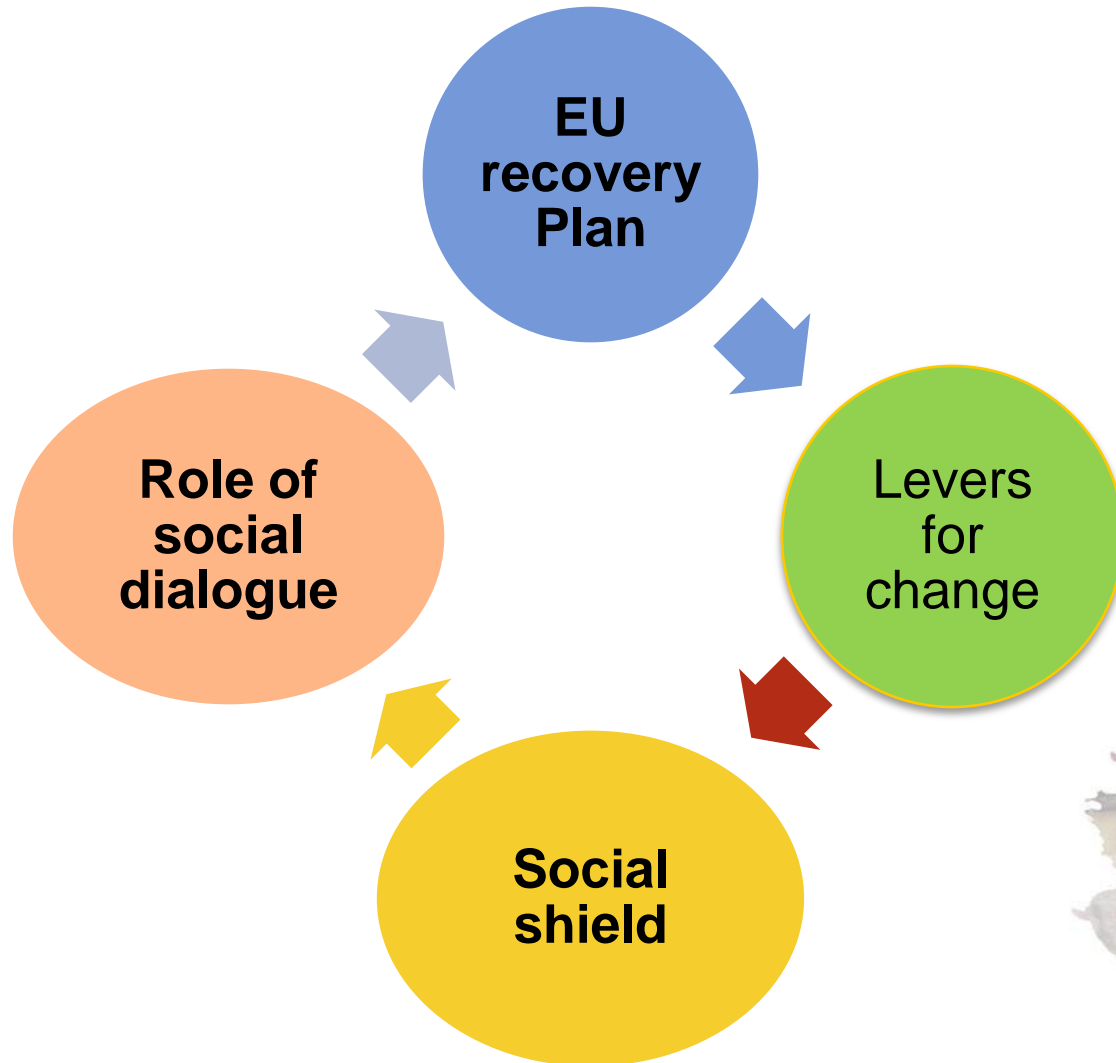 EU
recovery
Plan
Levers
for
change
Social
shield
Role of
social
dialogue